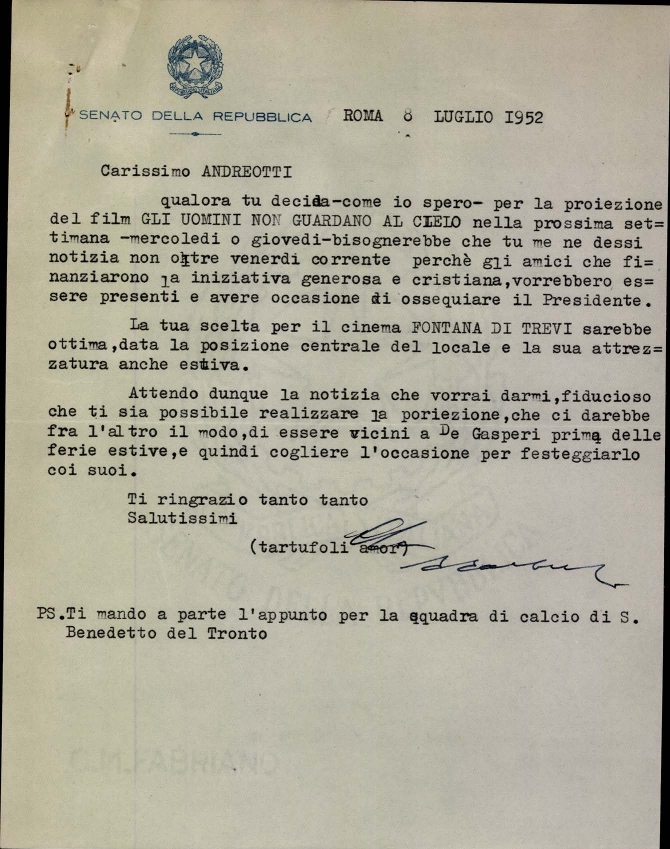 SENATO DELLA REPUBBLICA ROMA 8 LUGLIO 1952
Carissimo ANDREOTTI
qualora tu decida-come io spero- per la proiezione
del film GLI UOMINI NON GUARDANO AL CIELO nella prossima set=
timana -mercoledi o giovedi-bisognerebbe che tu me ne dessi
notizia non oltre venerdi corrente perchè gli amici che fi=
nanziarono la iniziativa generosa e cristiana,vorrebbero es=
sere presenti e avere occasione di ossequiare il Presidente.
La tua scelta per il cinema FONTANA DI TREVI sarebbe
ottima,data la posizione centrale del locale e la sua attrez=
zatura anche estiva.
Attendo dunque la notizia che vorrai darmi,fiducioso
che ti sia possibile realizzare la poriezione,che ci darebbe
fra l'altro il modo,di essere vicini a De Gasperi prima delle
ferie estive,e quindi cogliere l'occasione per festeggiarlo
coi suoi.
Ti ringrazio tanto tanto
Salutissimi
(tartufoli amor)
PS.Ti mando a parte l'appunto per la squadra di calcio di S.
Benedetto del Tronto
C.M.FABRIANO